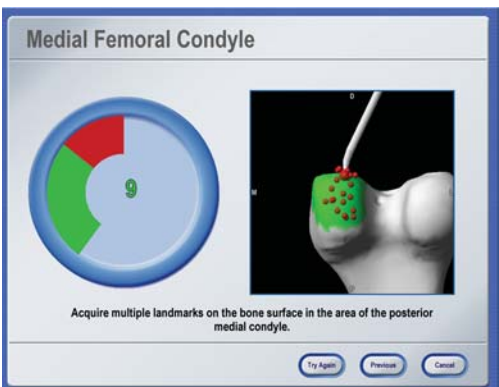 Medial Femoral Condyle
9
D
M
Acquire multiple landmarks on the bone surface in the area of the posterior
medial condyle.
Try Again
Previous
Cancel